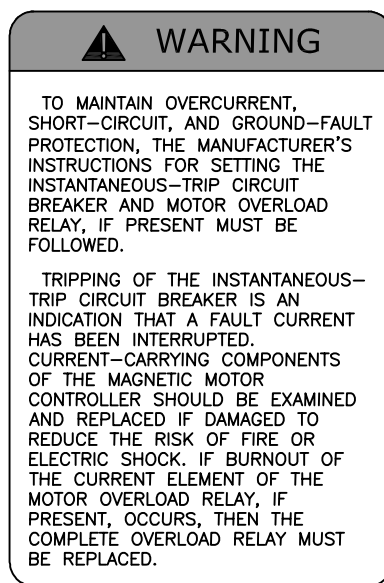 WARNING
TO MAINTAIN OVERCURRENT,
SHORT-CIRCUIT, AND GROUND-FAULT
PROTECTION, THE MANUFACTURER'S
INSTRUCTIONS FOR SETTING THE
INSTANTANEOUS-TRIP CIRCUIT
BREAKER AND MOTOR OVERLOAD
RELAY, IF PRESENT MUST BE
FOLLOWED.
TRIPPING OF THE INSTANTANEOUS-
TRIP CIRCUIT BREAKER IS AN
INDICATION THAT A FAULT CURRENT
HAS BEEN INTERRUPTED.
CURRENT-CARRYING COMPONENTS
OF THE MAGNETIC MOTOR
CONTROLLER SHOULD BE EXAMINED
AND REPLACED IF DAMAGED TO
REDUCE THE RISK OF FIRE OR
ELECTRIC SHOCK. IF BURNOUT OF
THE CURRENT ELEMENT OF THE
MOTOR OVERLOAD RELAY, IF
PRESENT, OCCURS, THEN THE
COMPLETE OVERLOAD RELAY MUST
BE REPLACED.